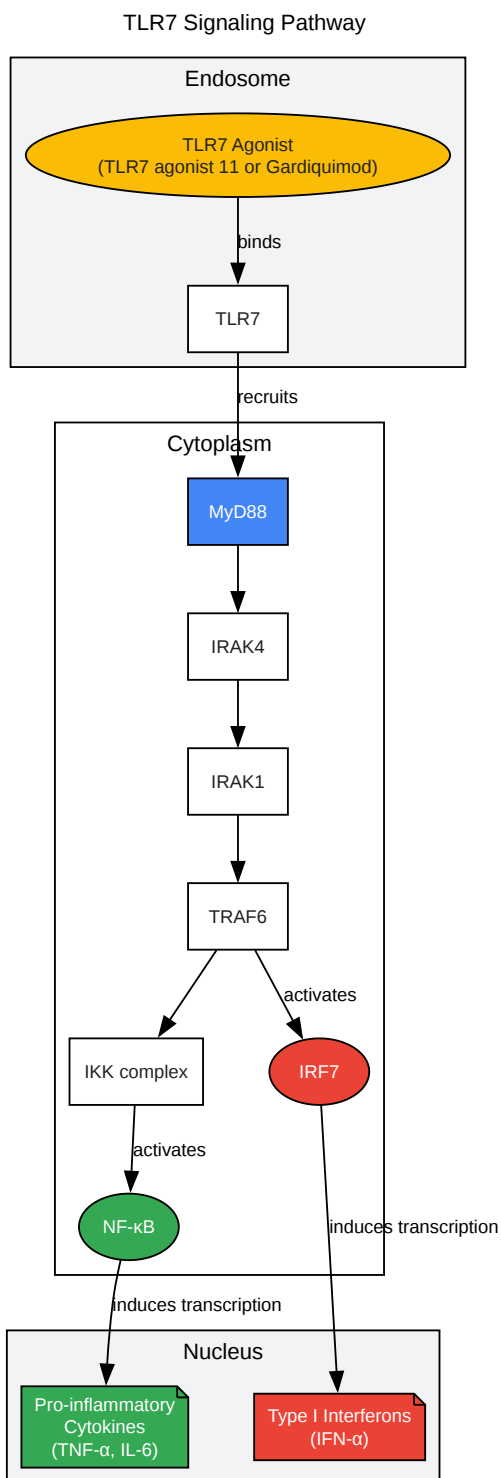 TLR7 Signaling Pathway
Endosome
TLR7 Agonist
(TLR7 agonist 11 or Gardiquimod)
binds
TLR7
recruits
Cytoplasm
MyD88
IRAK4
IRAK1
TRAF6
activates
IKK complex
IRF7
activates
NF-κB
induces transcription
induces transcription
Nucleus
Pro-inflammatory
Cytokines
(TNF-α, IL-6)
Type I Interferons
(IFN-α)